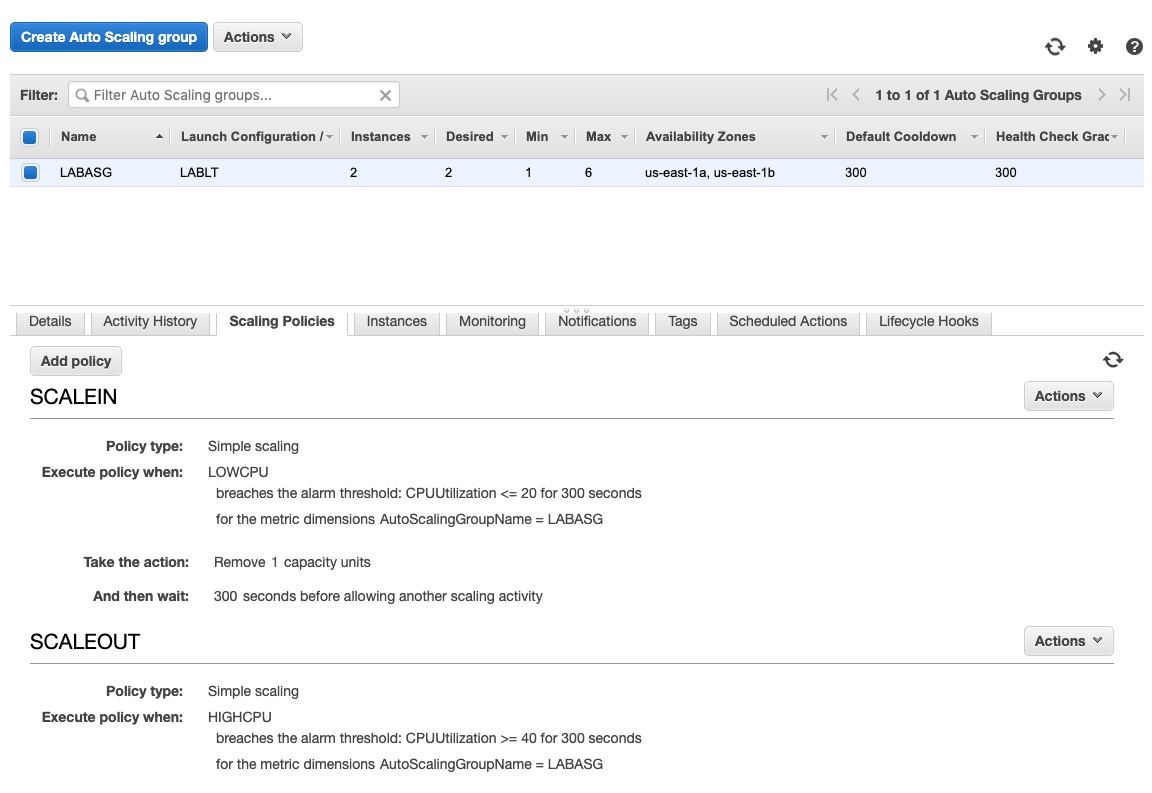 Create Auto Scaling group Actions
Filter: Filter Auto Scaling groups... 1 to 1 of 1 Auto Scaling Groups
Name Launch Configuration / Instances Desired Min Max Availability Zones Default Cooldown Health Check Grac
LABASG LABLT 2 2 1 6 us-east-1a, us-east-1b 300 300
Details Activity History Scaling Policies Instances Monitoring Notifications Tags Scheduled Actions Lifecycle Hooks
Add policy
SCALEIN Actions
Policy type: Simple scaling
Execute policy when: LOWCPU
breaches the alarm threshold: CPUUtilization <= 20 for 300 seconds
for the metric dimensions AutoScalingGroupName = LABASG
Take the action: Remove 1 capacity units
And then wait: 300 seconds before allowing another scaling activity
SCALEOUT Actions
Policy type: Simple scaling
Execute policy when: HIGHCPU
breaches the alarm threshold: CPUUtilization >= 40 for 300 seconds
for the metric dimensions AutoScalingGroupName = LABASG